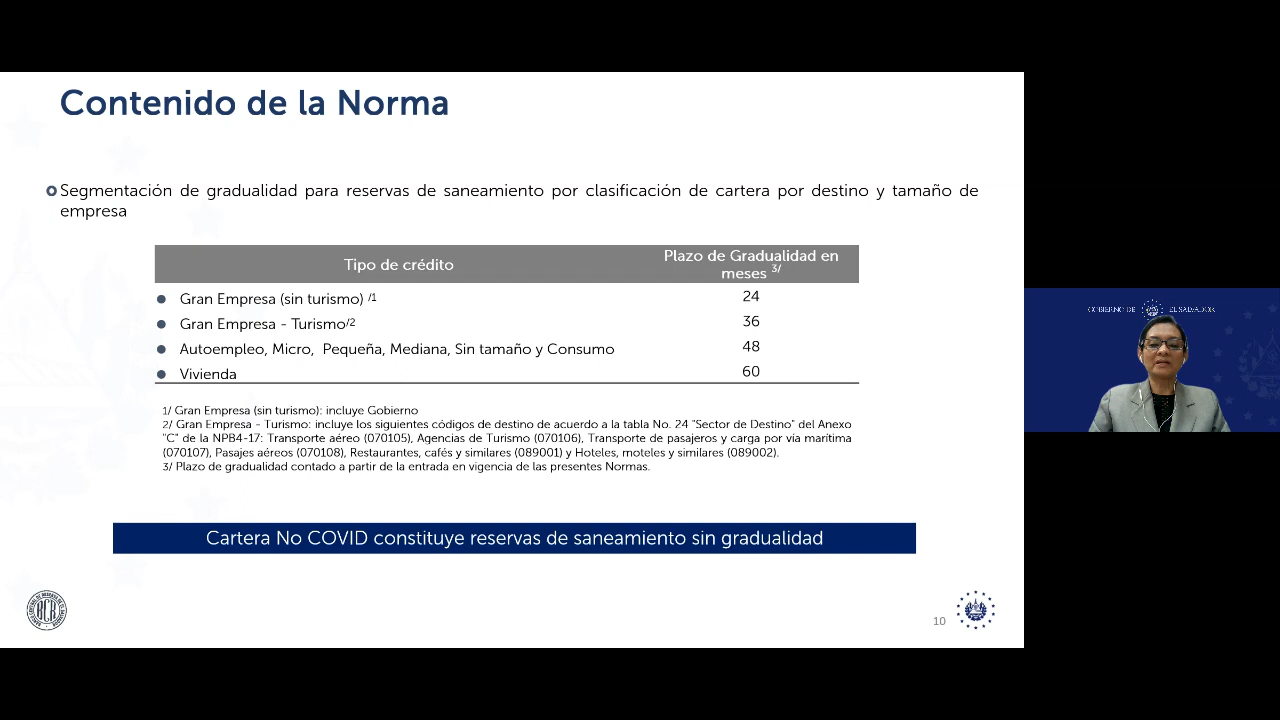 Contenido de la Norma
Segmentación de gradualidad para reservas de saneamiento por clasificación de cartera por destino y tamaño de
empresa
Tipo de crédito
Plazo de Gradualidad en
meses 3/
Gran Empresa (sin turismo) /1
24
Gran Empresa - Turismo/2
36
Autoempleo, Micro, Pequeña, Mediana, Sin tamaño y Consumo
48
Vivienda
60
1/ Gran Empresa (sin turismo): incluye Gobierno
2/ Gran Empresa - Turismo: incluye los siguientes códigos de destino de acuerdo a la tabla No. 24 "Sector de Destino" del Anexo
"C" de la NPB4-17: Transporte aéreo (070105), Agencias de Turismo (070106), Transporte de pasajeros y carga por vía marítima
(070107), Pasajes aéreos (070108), Restaurantes, cafés y similares (089001) y Hoteles, moteles y similares (089002).
3/ Plazo de gradualidad contado a partir de la entrada en vigencia de las presentes Normas.
Cartera No COVID constituye reservas de saneamiento sin gradualidad
BCR
10
GOBIERNO DE EL SALVADOR